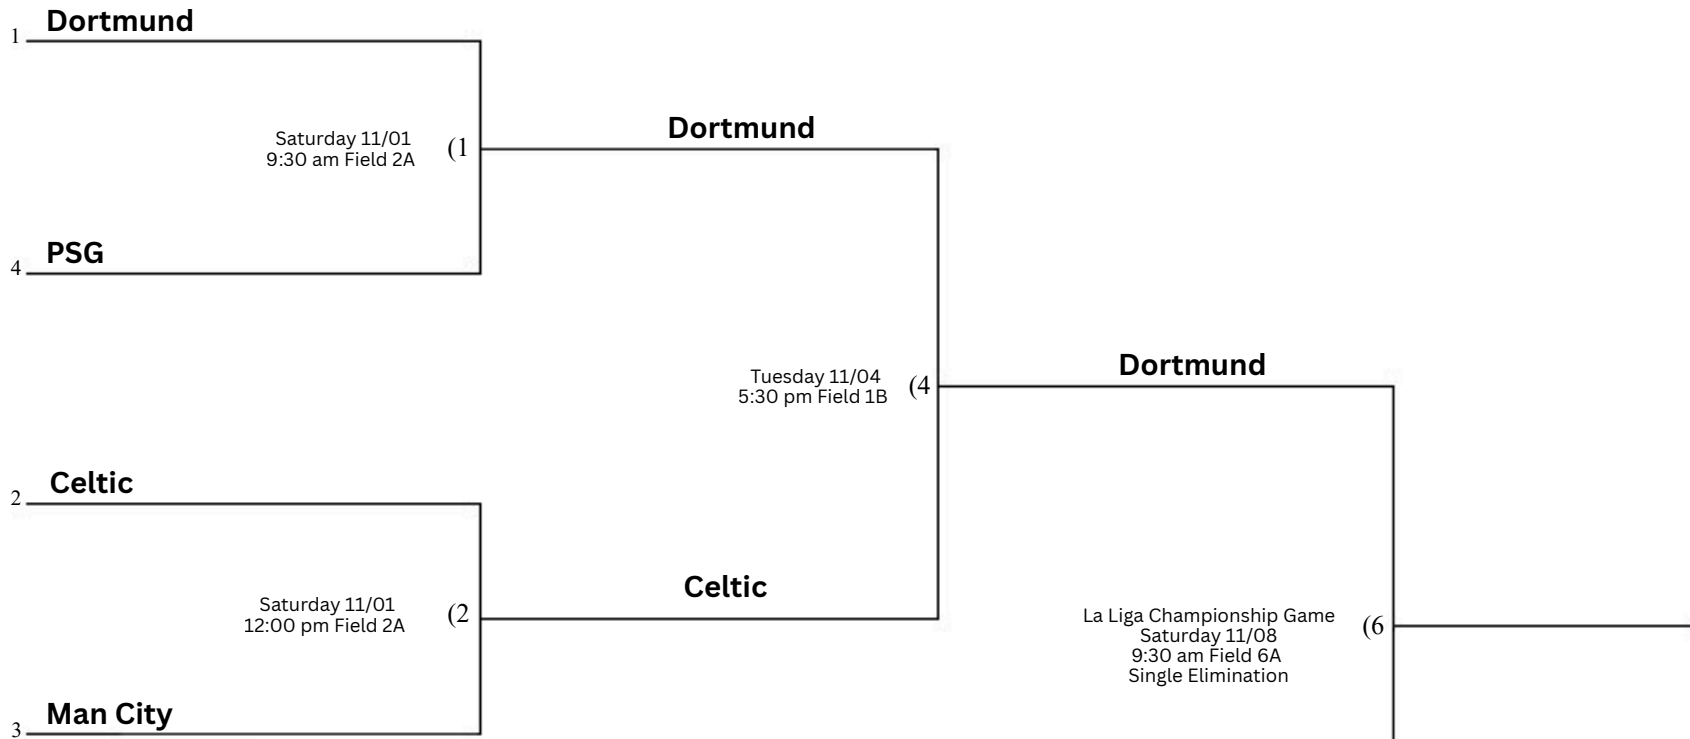 Dortmund
1
Saturday 11/01
9:30 am Field 2A
(1
Dortmund
PSG
4
Tuesday 11/04
5:30 pm Field 1B
(4
Dortmund
Celtic
2
Saturday 11/01
12:00 pm Field 2A
(2
Celtic
La Liga Championship Game
Saturday 11/08
9:30 am Field 6A
Single Elimination
(6
Man City
3